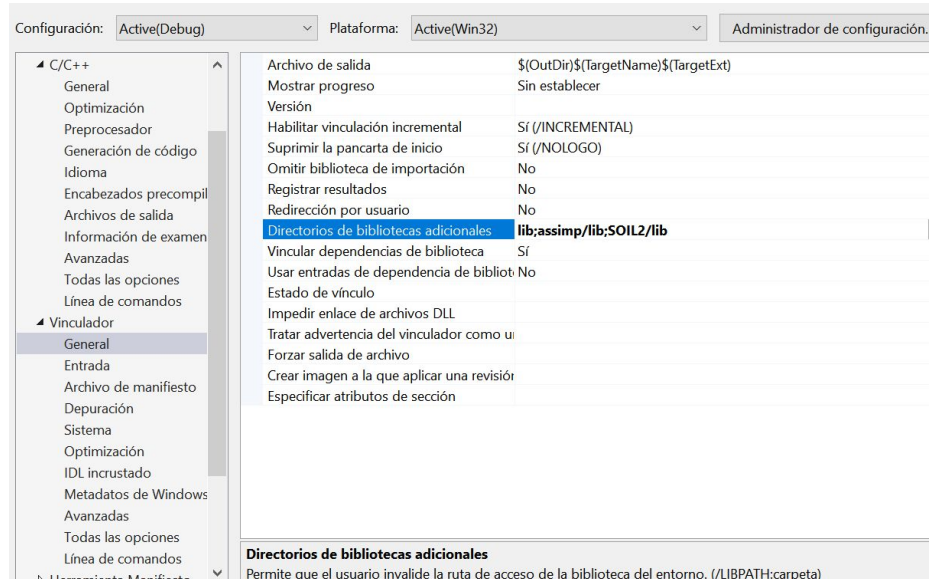 Configuración: Active(Debug) Plataforma: Active(Win32) Administrador de configuración.
C/C++
General
Optimización
Preprocesador
Generación de código
Idioma
Encabezados precompil
Archivos de salida
Información de examen
Avanzadas
Todas las opciones
Línea de comandos
Vinculador
General
Entrada
Archivo de manifiesto
Depuración
Sistema
Optimización
IDL incrustado
Metadatos de Windows
Avanzadas
Todas las opciones
Línea de comandos
Herramienta Manifiesto
Archivo de salida $(OutDir)$(TargetName)$(TargetExt)
Mostrar progreso Sin establecer
Versión
Habilitar vinculación incremental Sí (/INCREMENTAL)
Suprimir la pancarta de inicio Sí (/NOLOGO)
Omitir biblioteca de importación No
Registrar resultados No
Redirección por usuario No
Directorios de bibliotecas adicionales lib;assimp/lib;SOIL2/lib
Vincular dependencias de biblioteca Sí
Usar entradas de dependencia de bibliot No
Estado de vínculo
Impedir enlace de archivos DLL
Tratar advertencia del vinculador como u
Forzar salida de archivo
Crear imagen a la que aplicar una revisiór
Especificar atributos de sección
Directorios de bibliotecas adicionales
Permite que el usuario invalide la ruta de acceso de la biblioteca del entorno. (/LIBPATH:carpeta)